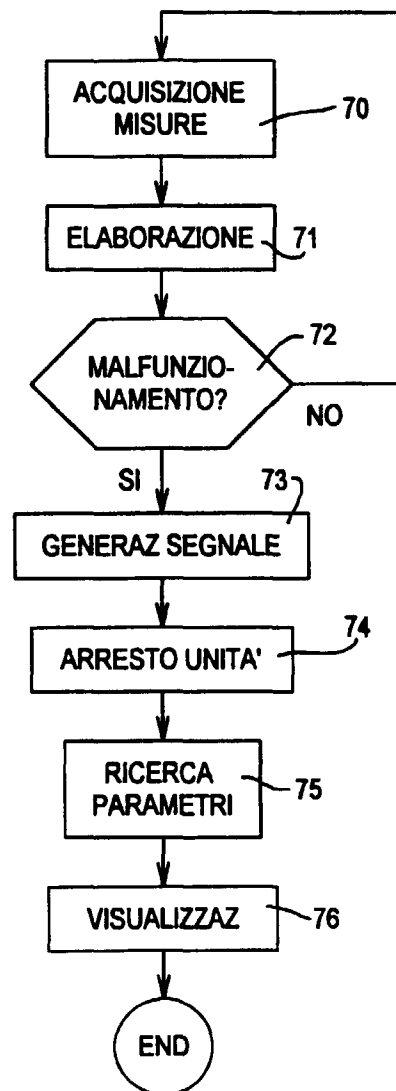 ACQUISIZIONE
MISURE
70
ELABORAZIONE
71
72
MALFUNZIO-
NAMENTO?
NO
SI
73
GENERAZ SEGNALE
74
ARRESTO UNITA'
RICERCA
PARAMETRI
75
VISUALIZZAZ
76
END